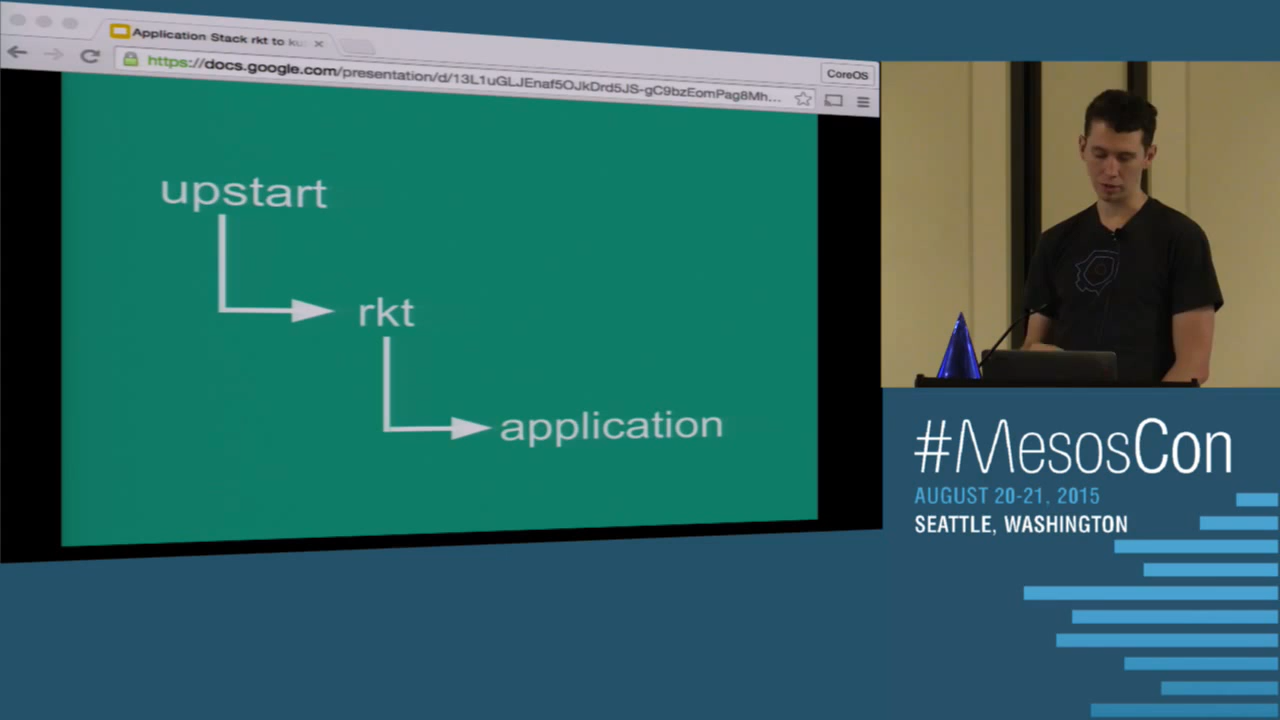 Application Stack rkt to ku
CoreOS
https://docs.google.com/presentation/d/13L1uGLJEnaf5OJkDrd5JS-gC9bzEomPag8Mh...
upstart
rkt
application
#MesosCon
AUGUST 20-21, 2015
SEATTLE, WASHINGTON